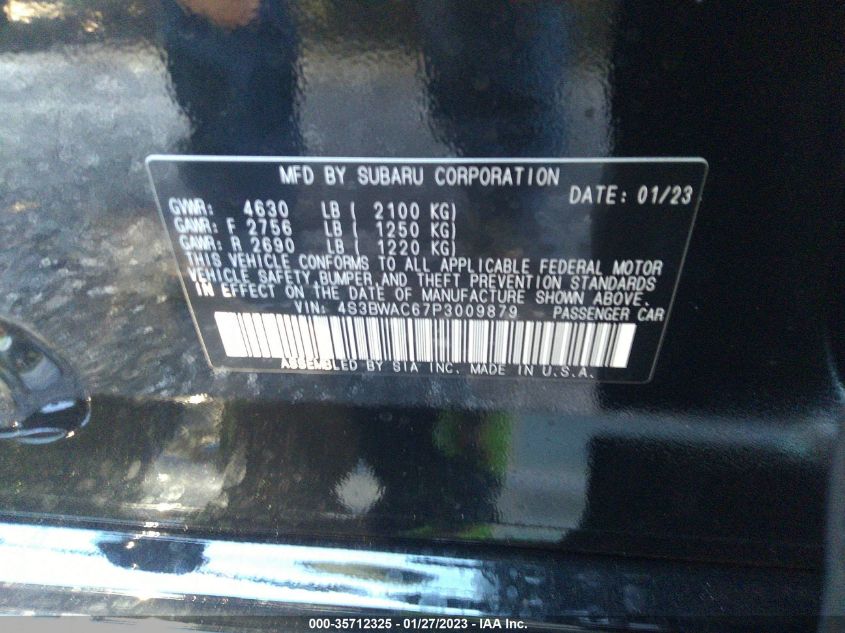 MFD BY SUBARU CORPORATION
DATE: 01/23
GVWR: 4630 LB ( 2100 KG)
GAWR: F 2756 LB ( 1250 KG)
GAWR: R 2690 LB ( 1220 KG)
THIS VEHICLE CONFORMS TO ALL APPLICABLE FEDERAL MOTOR
VEHICLE SAFETY, BUMPER, AND THEFT PREVENTION STANDARDS
IN EFFECT ON THE DATE OF MANUFACTURE SHOWN ABOVE.
VIN: 4S3BWAC67P3009879 PASSENGER CAR
ASSEMBLED BY SIA INC. MADE IN U.S.A.
000-35712325 - 01/27/2023 - IAA Inc.